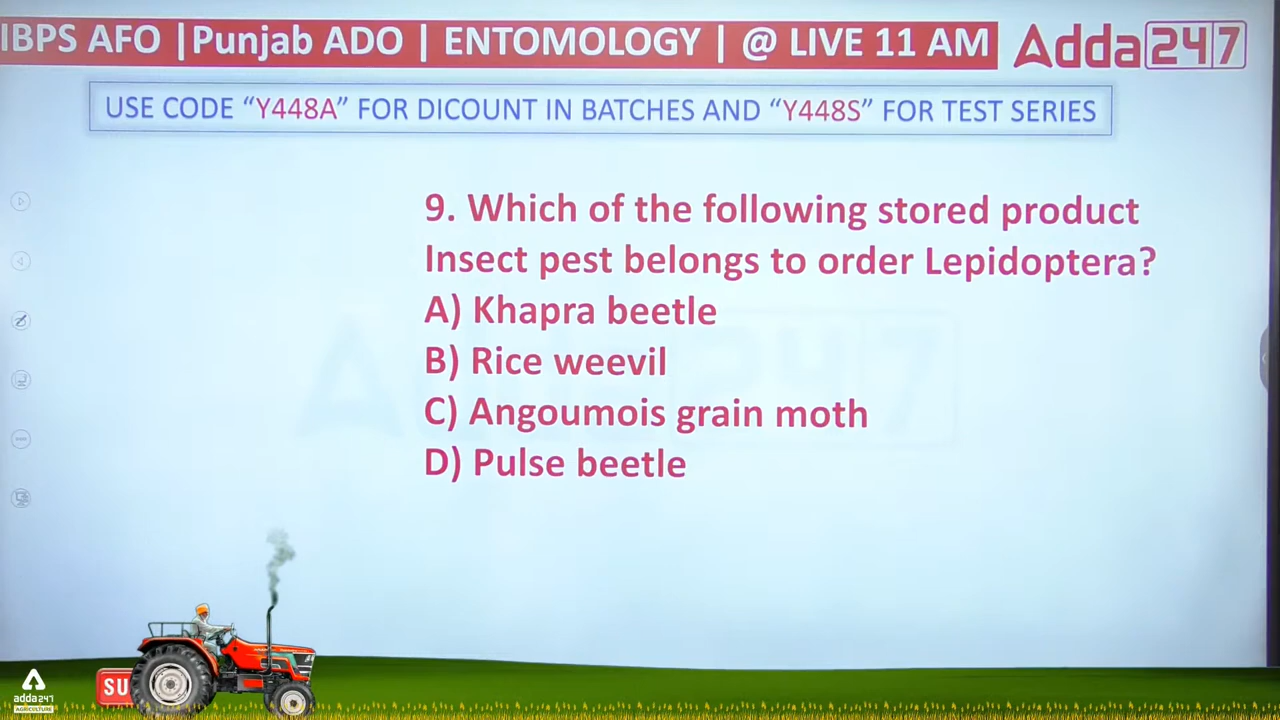 IBPS AFO |Punjab ADO | ENTOMOLOGY | @ LIVE 11 AM
Adda247
USE CODE “Y448A” FOR DICOUNT IN BATCHES AND “Y448S” FOR TEST SERIES
9. Which of the following stored product
Insect pest belongs to order Lepidoptera?
A) Khapra beetle
B) Rice weevil
C) Angoumois grain moth
D) Pulse beetle
SU
adda247
AGRICULTURE